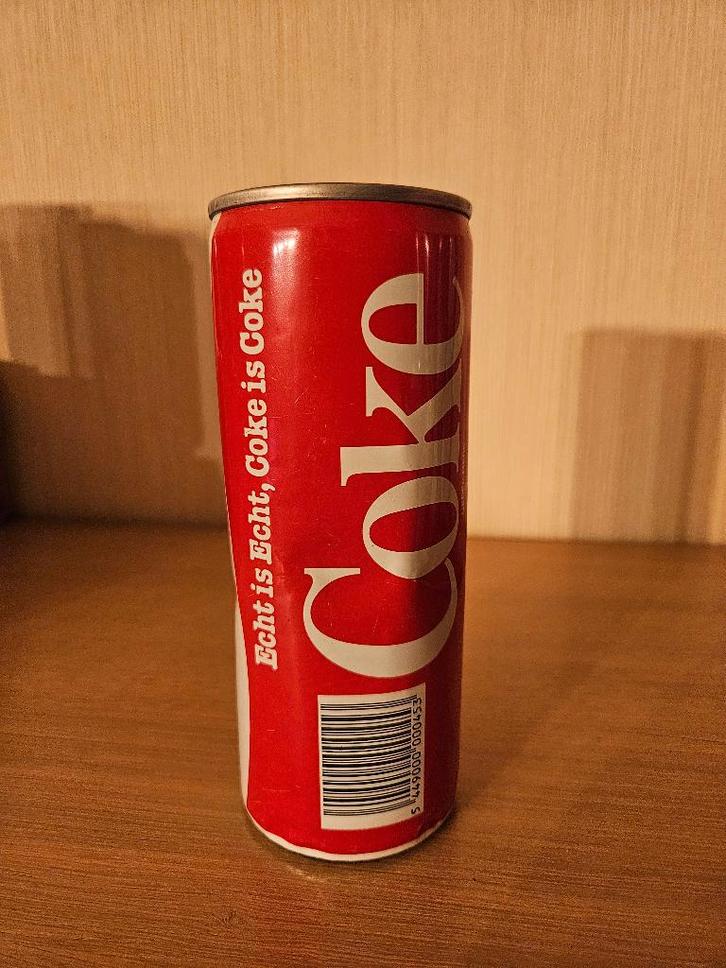 Echt is Echt, Coke is Coke
Coke
5 449000 000453